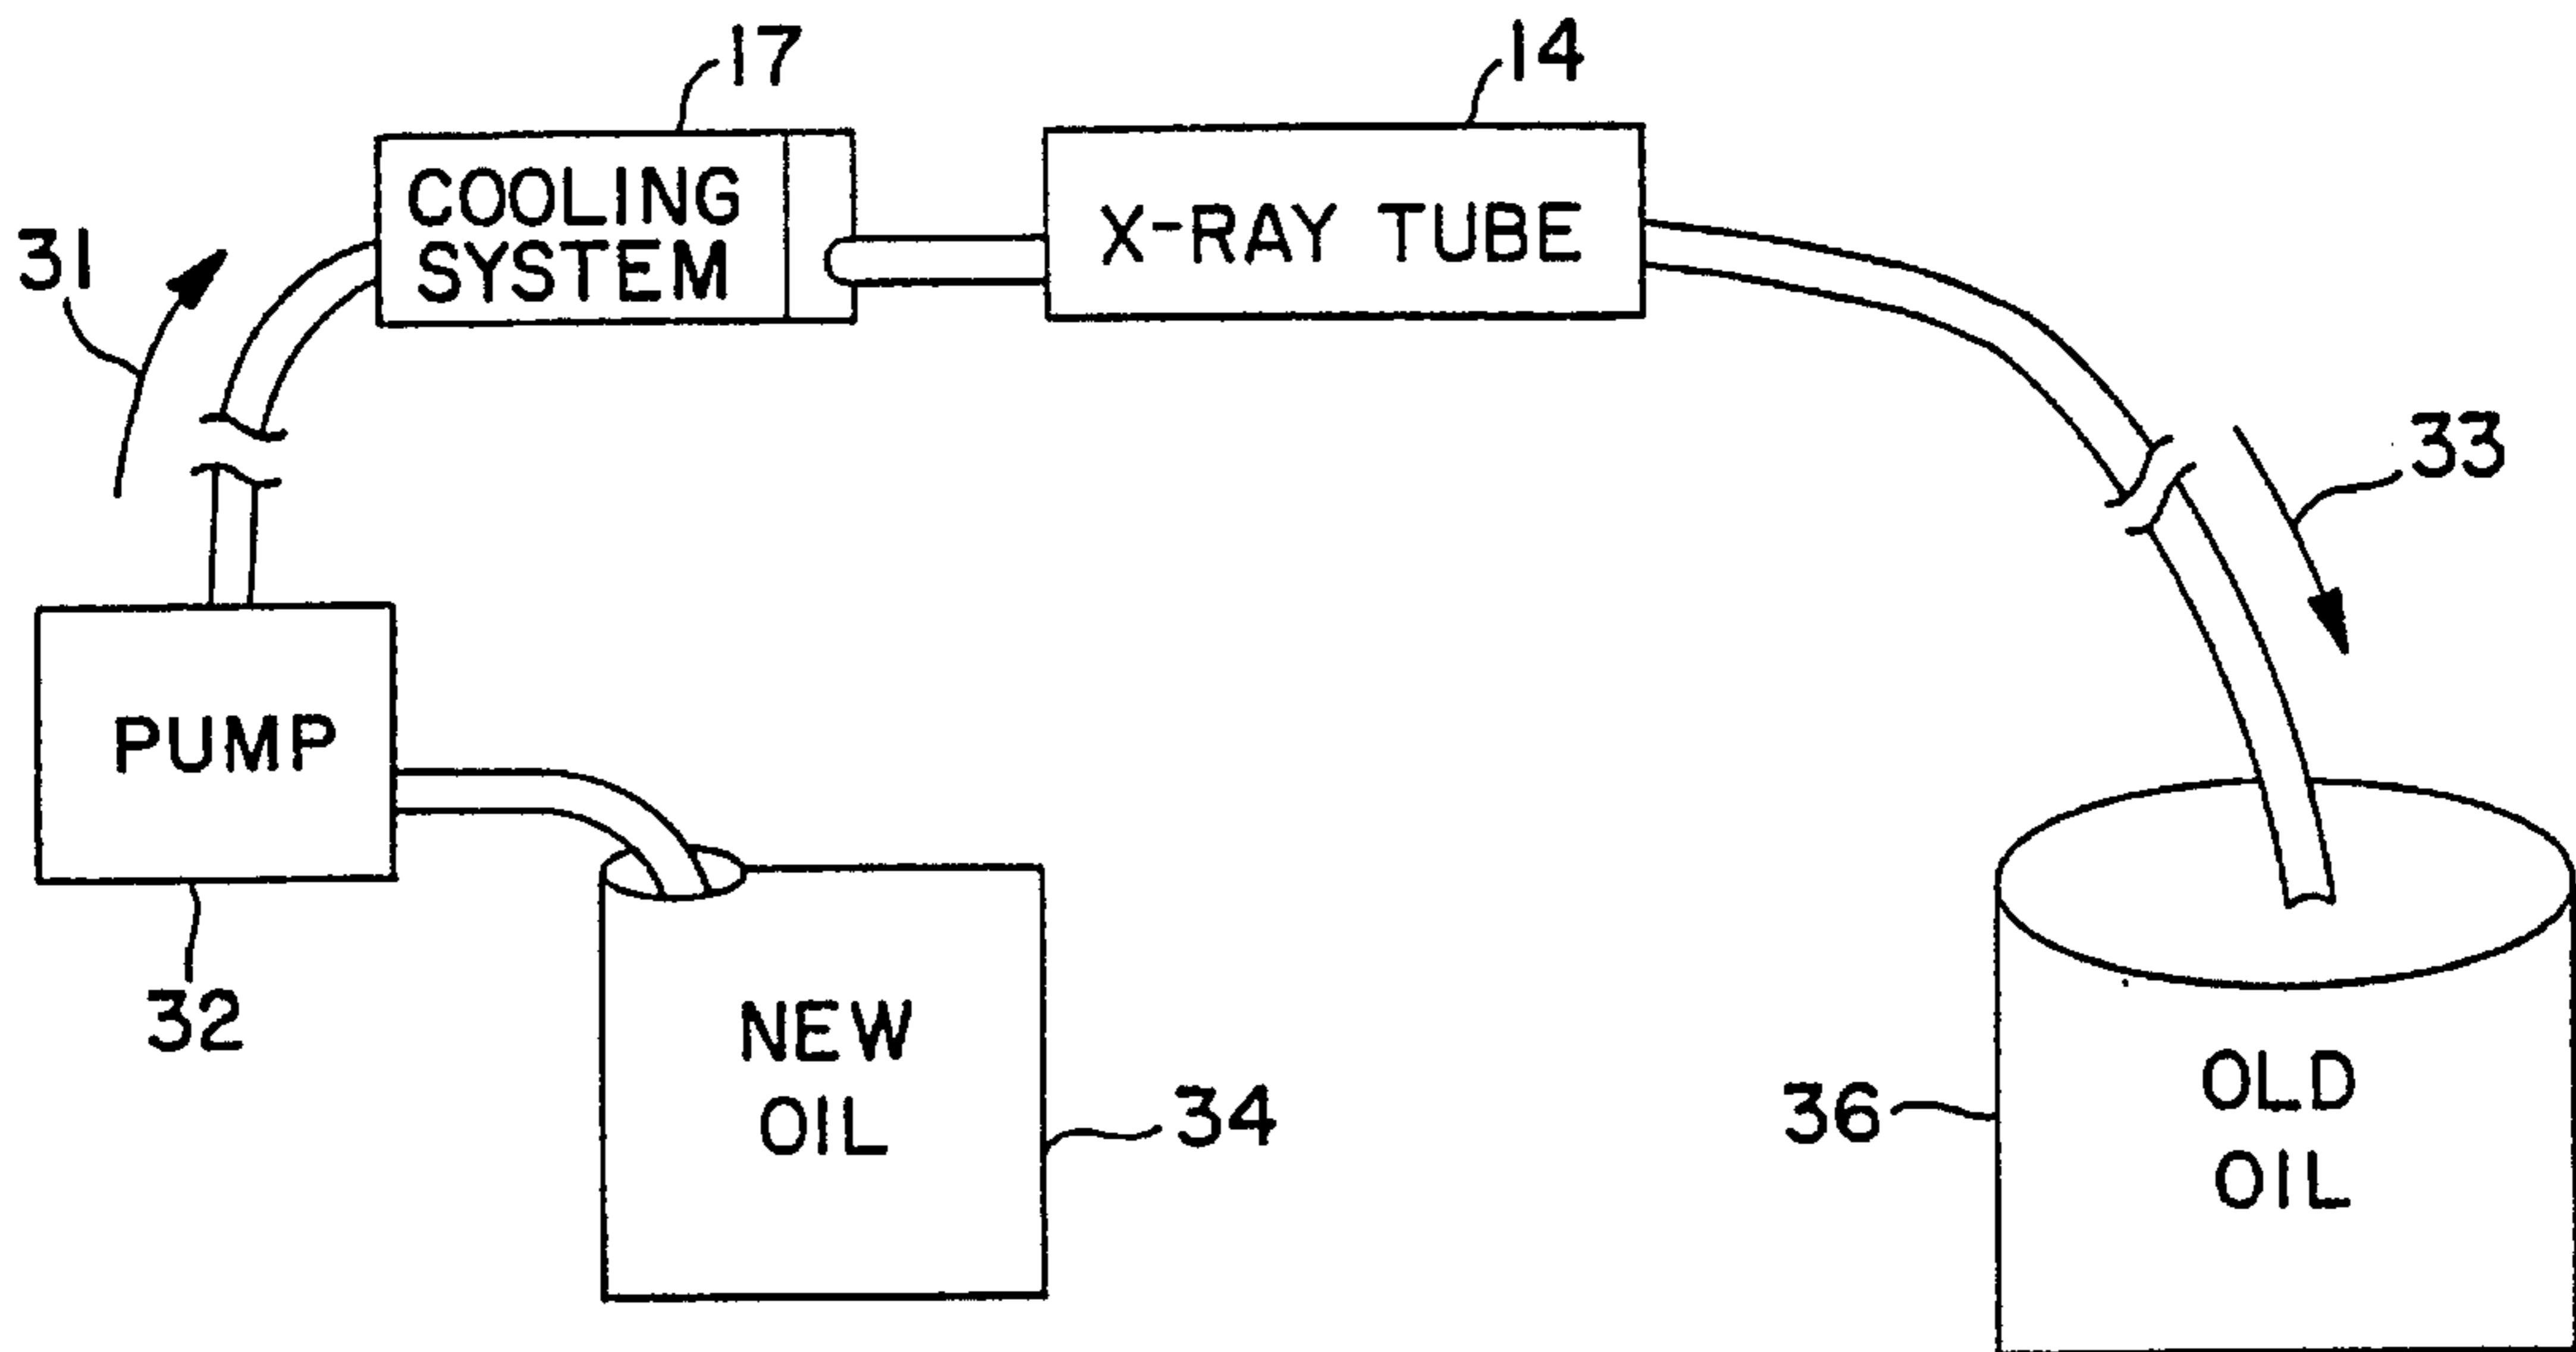 17
14
COOLING
SYSTEM
X-RAY TUBE
31
33
PUMP
32
NEW
OIL
34
36
OLD
OIL